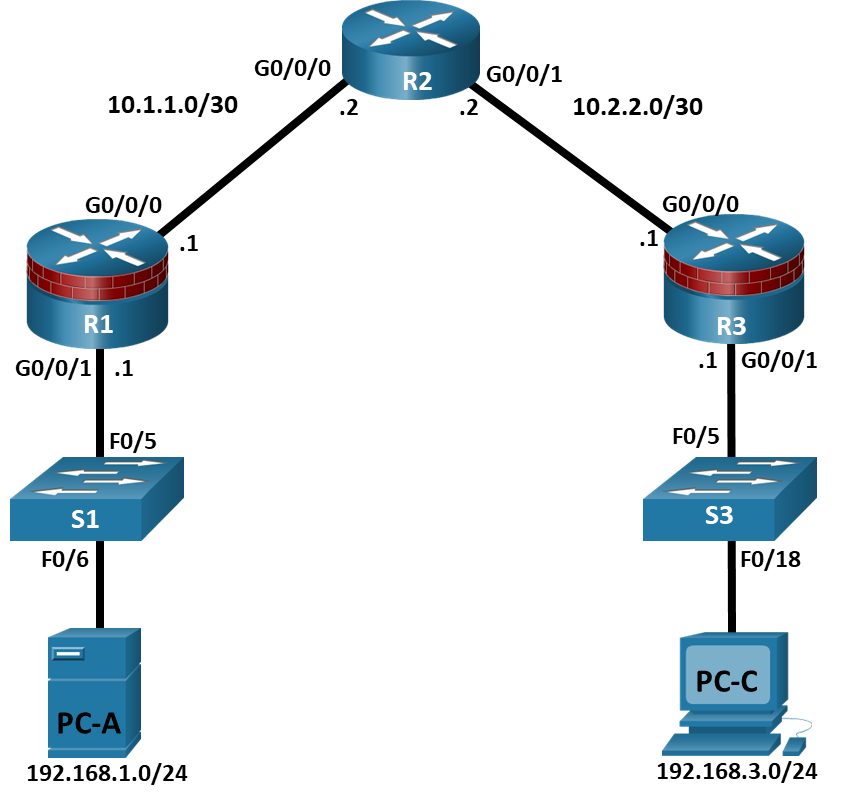 R2
G0/0/0
G0/0/1
.2
.2
10.1.1.0/30
10.2.2.0/30
G0/0/0
G0/0/0
.1
.1
R1
R3
G0/0/1
.1
.1
G0/0/1
F0/5
F0/5
S1
S3
F0/6
F0/18
PC-A
PC-C
192.168.1.0/24
192.168.3.0/24